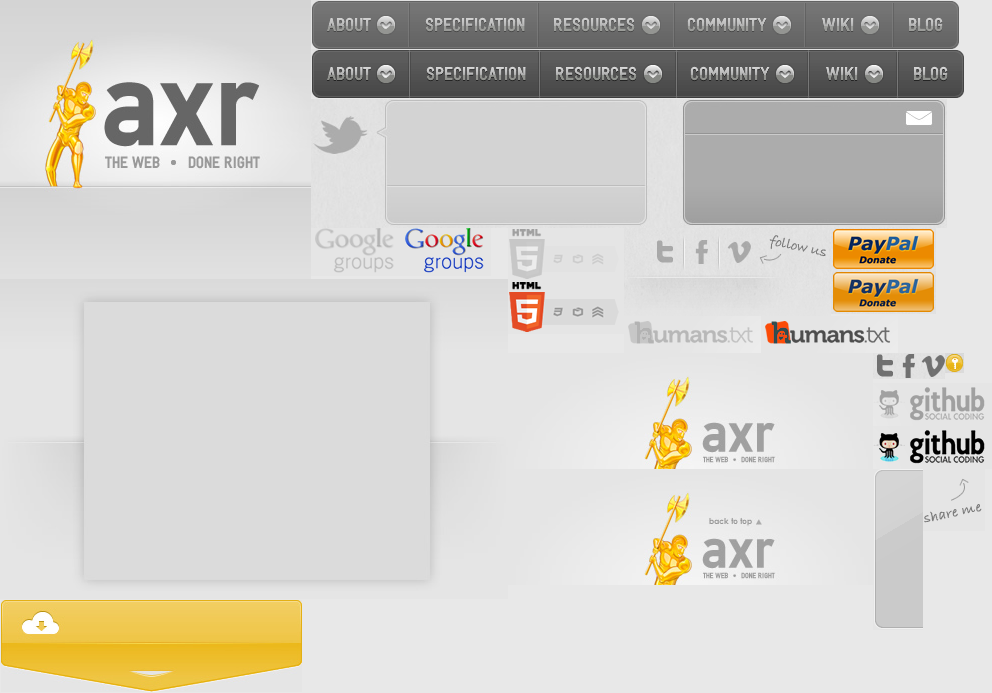 ABOUT SPECIFICATION RESOURCES COMMUNITY WIKI BLOG
ABOUT SPECIFICATION RESOURCES COMMUNITY WIKI BLOG
axr
THE WEB • DONE RIGHT
Google groups
Google groups
HTML 5
HTML 5
follow us
PayPal
Donate
PayPal
Donate
humans.txt
humans.txt
github
SOCIAL CODING
github
SOCIAL CODING
axr
THE WEB • DONE RIGHT
back to top
axr
THE WEB • DONE RIGHT
share me